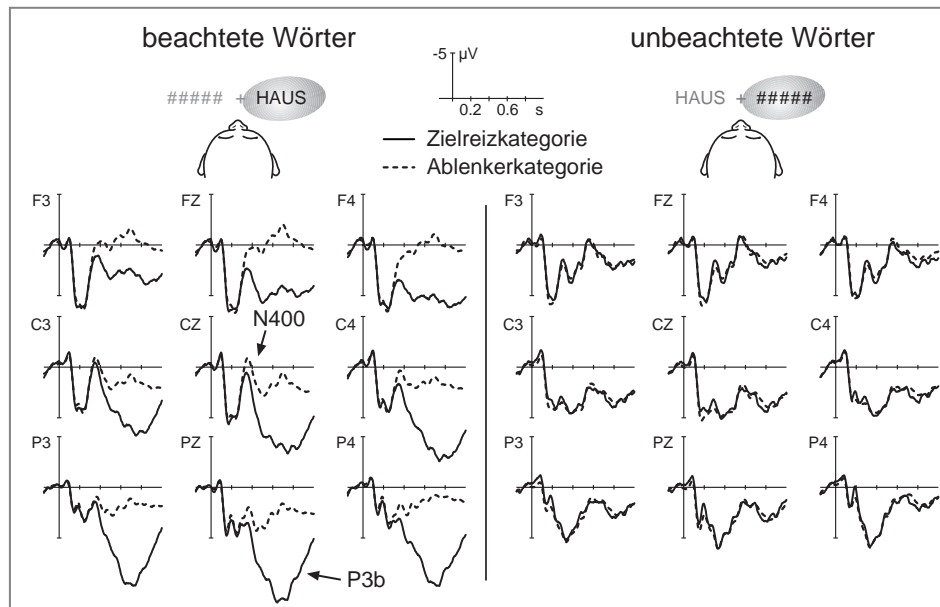 beachtete Wörter
unbeachtete Wörter
-5 µV
0.2 0.6 s
##### + HAUS
HAUS + #####
Zielreizkategorie
Ablenkerkategorie
F3 FZ F4
F3 FZ F4
N400
C3 CZ C4
C3 CZ C4
P3 PZ P4
P3 PZ P4
P3b